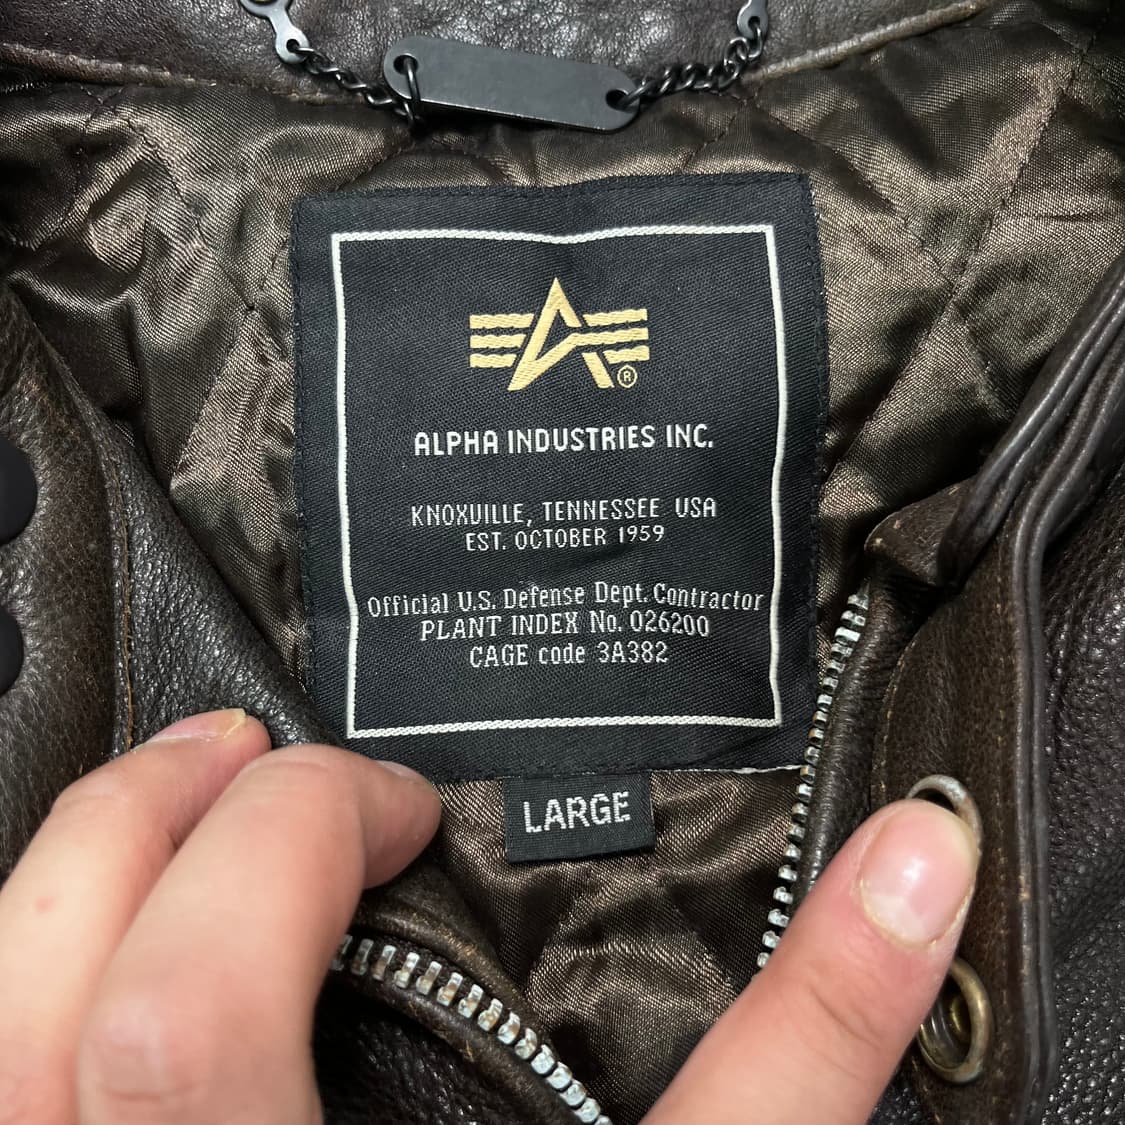 ®
ALPHA INDUSTRIES INC.
KNOXVILLE, TENNESSEE USA
EST. OCTOBER 1959
Official U.S. Defense Dept. Contractor
PLANT INDEX No. 026200
CAGE code 3A382
LARGE